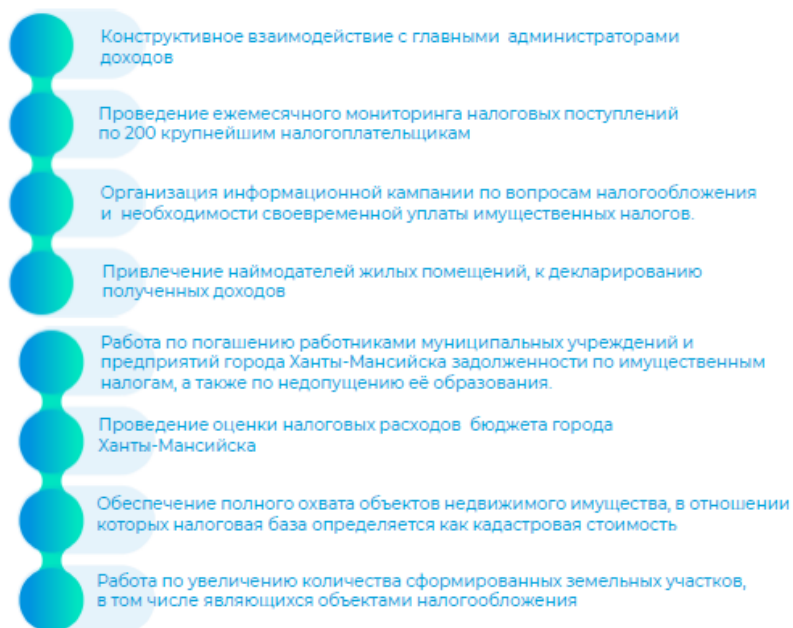 Конструктивное взаимодействие с главными администраторами
доходов
Проведение ежемесячного мониторинга налоговых поступлений
по 200 крупнейшим налогоплательщикам
Организация информационной кампании по вопросам налогообложения
и необходимости своевременной уплаты имущественных налогов.
Привлечение наймодателей жилых помещений, к декларированию
полученных доходов
Работа по погашению работниками муниципальных учреждений и
предприятий города Ханты-Мансийска задолженности по имущественным
налогам, а также по недопущению её образования.
Проведение оценки налоговых расходов бюджета города
Ханты-Мансийска
Обеспечение полного охвата объектов недвижимого имущества, в отношении
которых налоговая база определяется как кадастровая стоимость
Работа по увеличению количества сформированных земельных участков,
в том числе являющихся объектами налогообложения